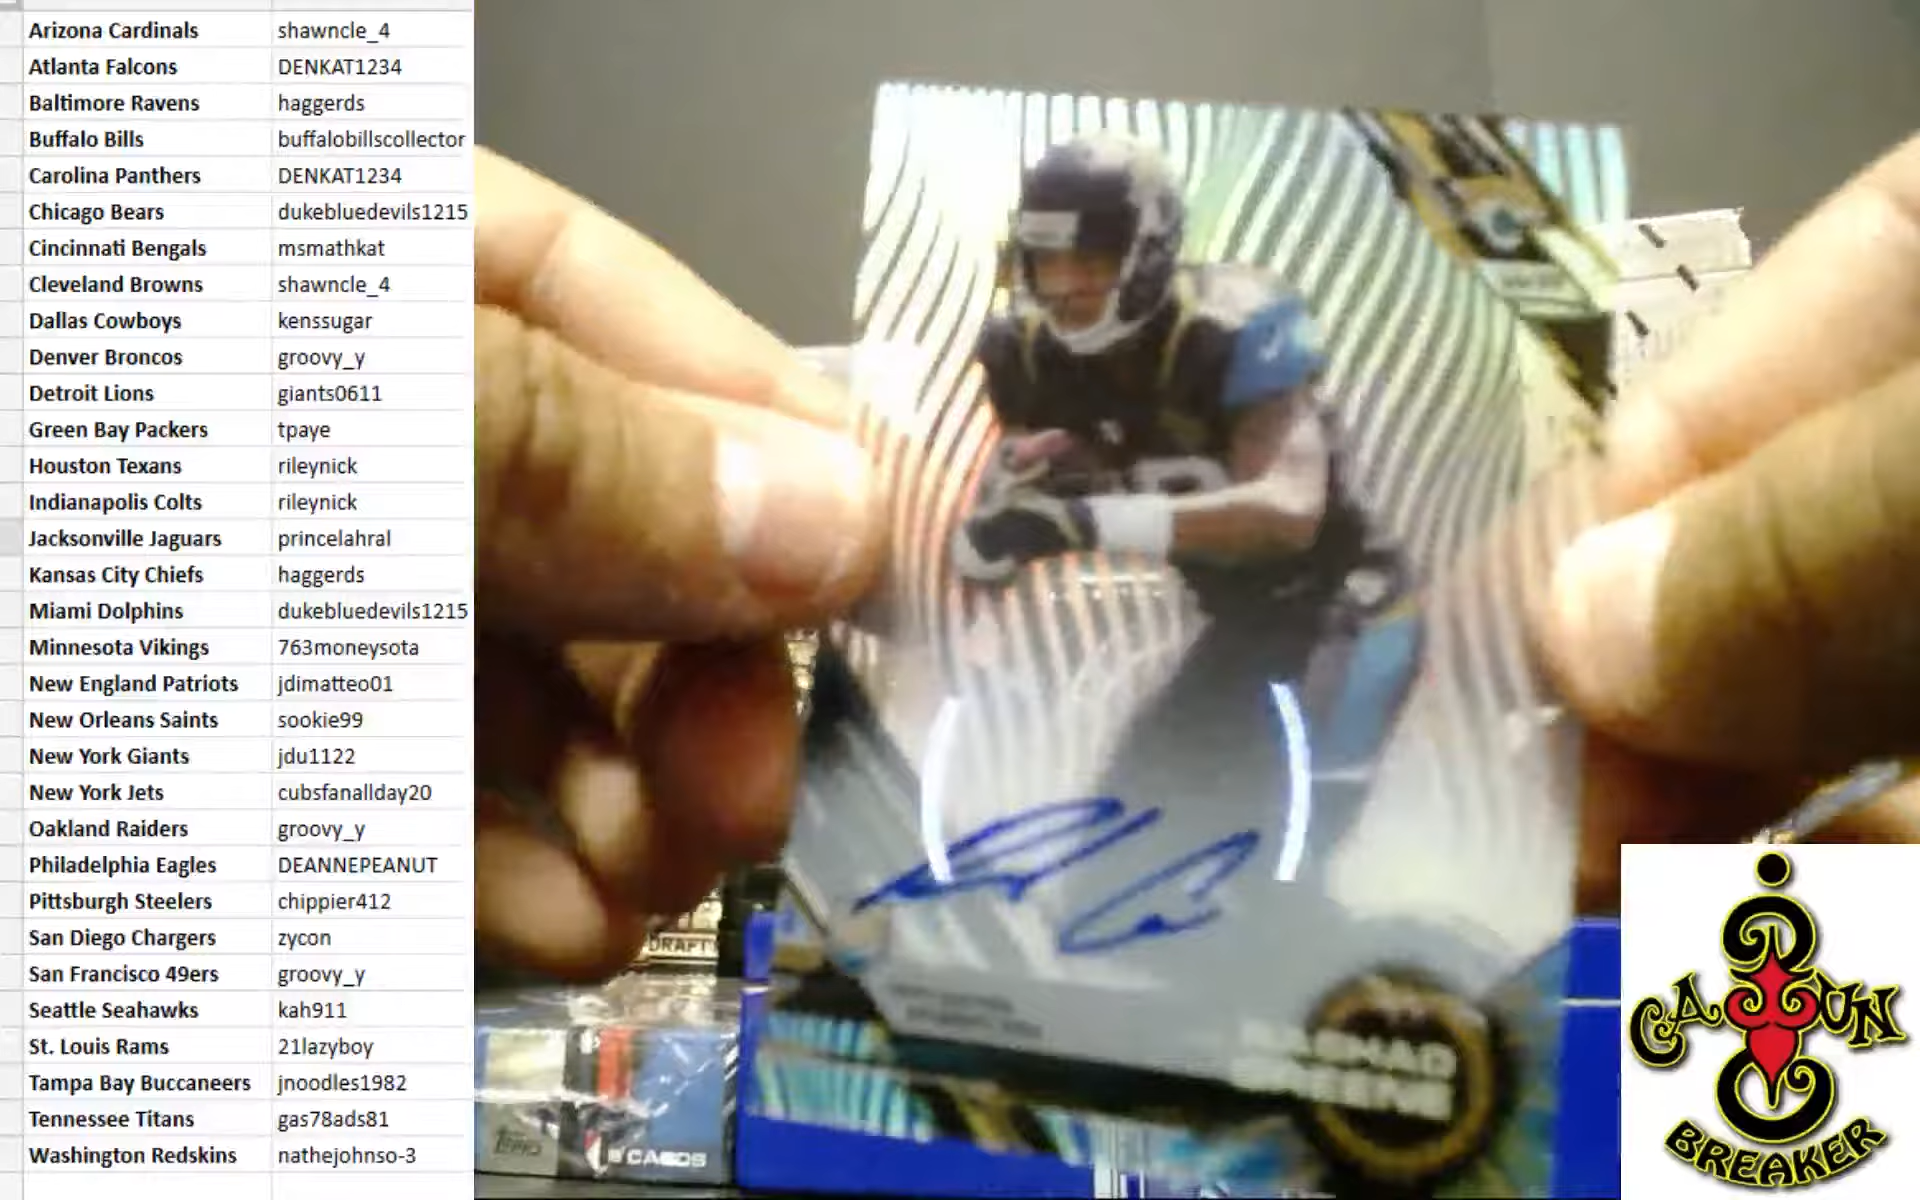 Arizona Cardinals shawncle_4
Atlanta Falcons DENKAT1234
Baltimore Ravens haggerds
Buffalo Bills buffalobillscollector
Carolina Panthers DENKAT1234
Chicago Bears dukebluedevils1215
Cincinnati Bengals msmathkat
Cleveland Browns shawncle_4
Dallas Cowboys kenssugar
Denver Broncos groovy_y
Detroit Lions giants0611
Green Bay Packers tpaye
Houston Texans rileynick
Indianapolis Colts rileynick
Jacksonville Jaguars princelahral
Kansas City Chiefs haggerds
Miami Dolphins dukebluedevils1215
Minnesota Vikings 763moneysota
New England Patriots jdimatteo01
New Orleans Saints sookie99
New York Giants jdu1122
New York Jets cubsfanallday20
Oakland Raiders groovy_y
Philadelphia Eagles DEANNEPEANUT
Pittsburgh Steelers chippier412
San Diego Chargers zycon
San Francisco 49ers groovy_y
Seattle Seahawks kah911
St. Louis Rams 21lazyboy
Tampa Bay Buccaneers jnoodles1982
Tennessee Titans gas78ads81
Washington Redskins nathejohnso-3
DRAFT
RASHAD
GREENE
Topps
CARDS
CAJUN
BREAKER